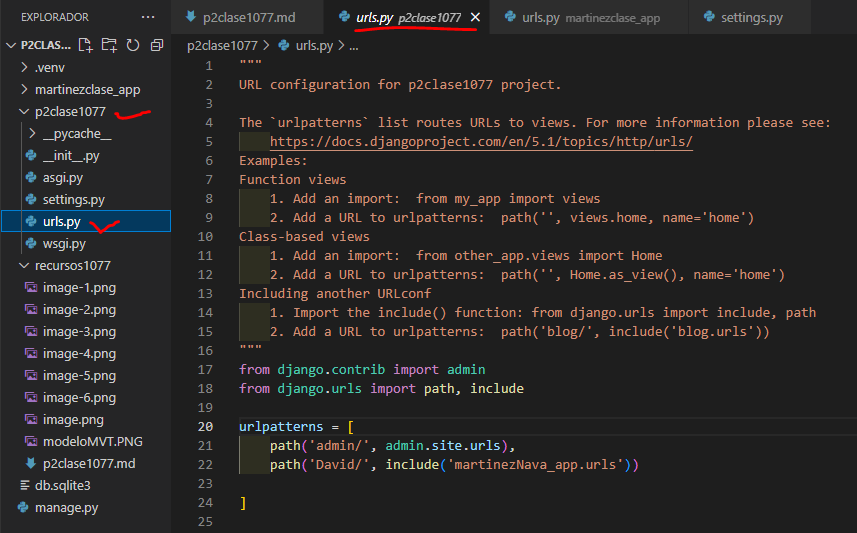 EXPLORADOR ...
P2CLAS...
.venv
martinezclase_app
p2clase1077
__pycache__
__init__.py
asgi.py
settings.py
urls.py
wsgi.py
recursos1077
image-1.png
image-2.png
image-3.png
image-4.png
image-5.png
image-6.png
image.png
modeloMVT.PNG
p2clase1077.md
db.sqlite3
manage.py
p2clase1077.md
urls.py p2clase1077
urls.py martinezclase_app
settings.py
p2clase1077 > urls.py > ...
1 """
2 URL configuration for p2clase1077 project.
3
4 The `urlpatterns` list routes URLs to views. For more information please see:
5 https://docs.djangoproject.com/en/5.1/topics/http/urls/
6 Examples:
7 Function views
8 1. Add an import:  from my_app import views
9 2. Add a URL to urlpatterns:  path('', views.home, name='home')
10 Class-based views
11 1. Add an import:  from other_app.views import Home
12 2. Add a URL to urlpatterns:  path('', Home.as_view(), name='home')
13 Including another URLconf
14 1. Import the include() function: from django.urls import include, path
15 2. Add a URL to urlpatterns:  path('blog/', include('blog.urls'))
16 """
17 from django.contrib import admin
18 from django.urls import path, include
19
20 urlpatterns = [
21 path('admin/', admin.site.urls),
22 path('David/', include('martinezNava_app.urls'))
23
24 ]
25